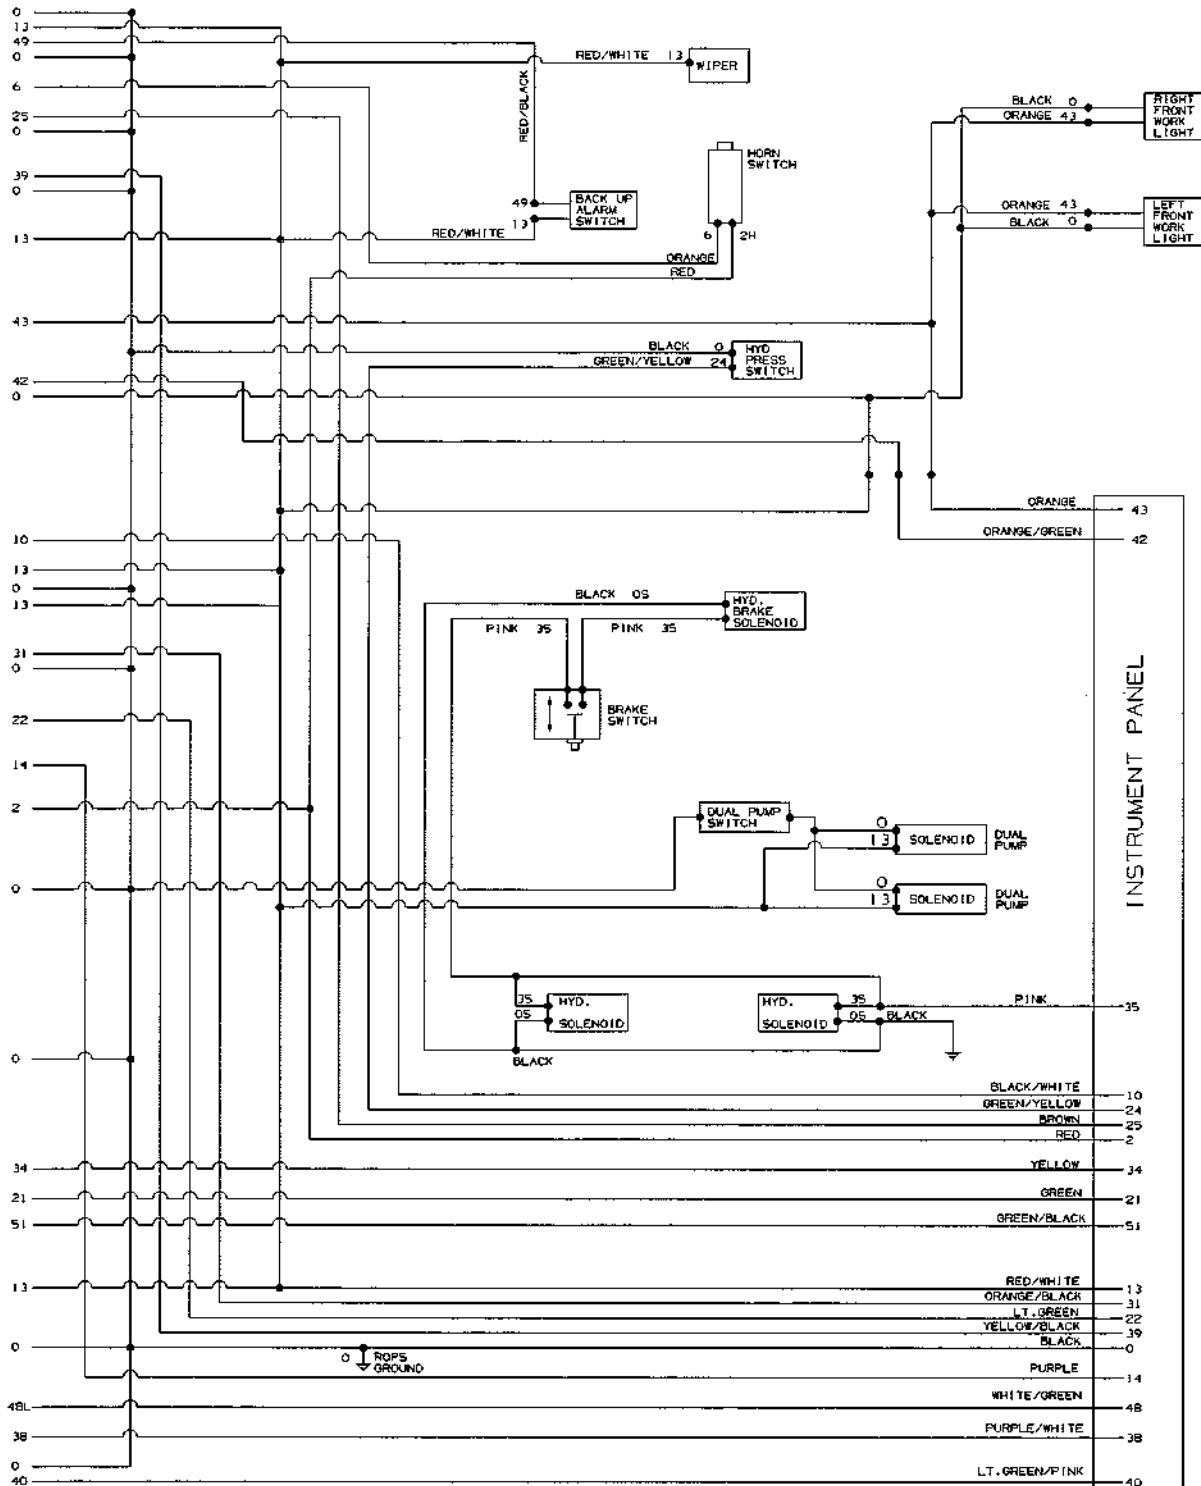 0
13
49
0
RED/WHITE 13
WIPER
6
RED/BLACK
BLACK 0
RIGHT
FRONT
WORK
LIGHT
ORANGE 43
25
0
HORN
SWITCH
39
0
49
BACK UP
ALARM
SWITCH
13
ORANGE 43
LEFT
FRONT
WORK
LIGHT
BLACK 0
13
RED/WHITE
6
2H
ORANGE
RED
43
BLACK 0
HYD
PRESS
SWITCH
GREEN/YELLOW 24
42
0
ORANGE
43
ORANGE/GREEN
42
10
13
0
13
BLACK 0S
HYD.
BRAKE
SOLENOID
PINK 35
PINK 35
31
0
INSTRUMENT PANEL
BRAKE
SWITCH
22
14
2
DUAL PUMP
SWITCH
0
13
SOLENOID
DUAL
PUMP
0
0
13
SOLENOID
DUAL
PUMP
35
HYD.
SOLENOID
0S
HYD.
SOLENOID
35
0S
PINK
35
BLACK
BLACK
0
BLACK/WHITE
10
GREEN/YELLOW
24
BROWN
25
RED
2
34
YELLOW
34
21
GREEN
21
51
GREEN/BLACK
51
13
RED/WHITE
13
ORANGE/BLACK
31
LT.GREEN
22
YELLOW/BLACK
39
0
BLACK
0
0
ROPS
GROUND
PURPLE
14
48L
WHITE/GREEN
48
38
PURPLE/WHITE
38
0
40
LT.GREEN/PINK
40